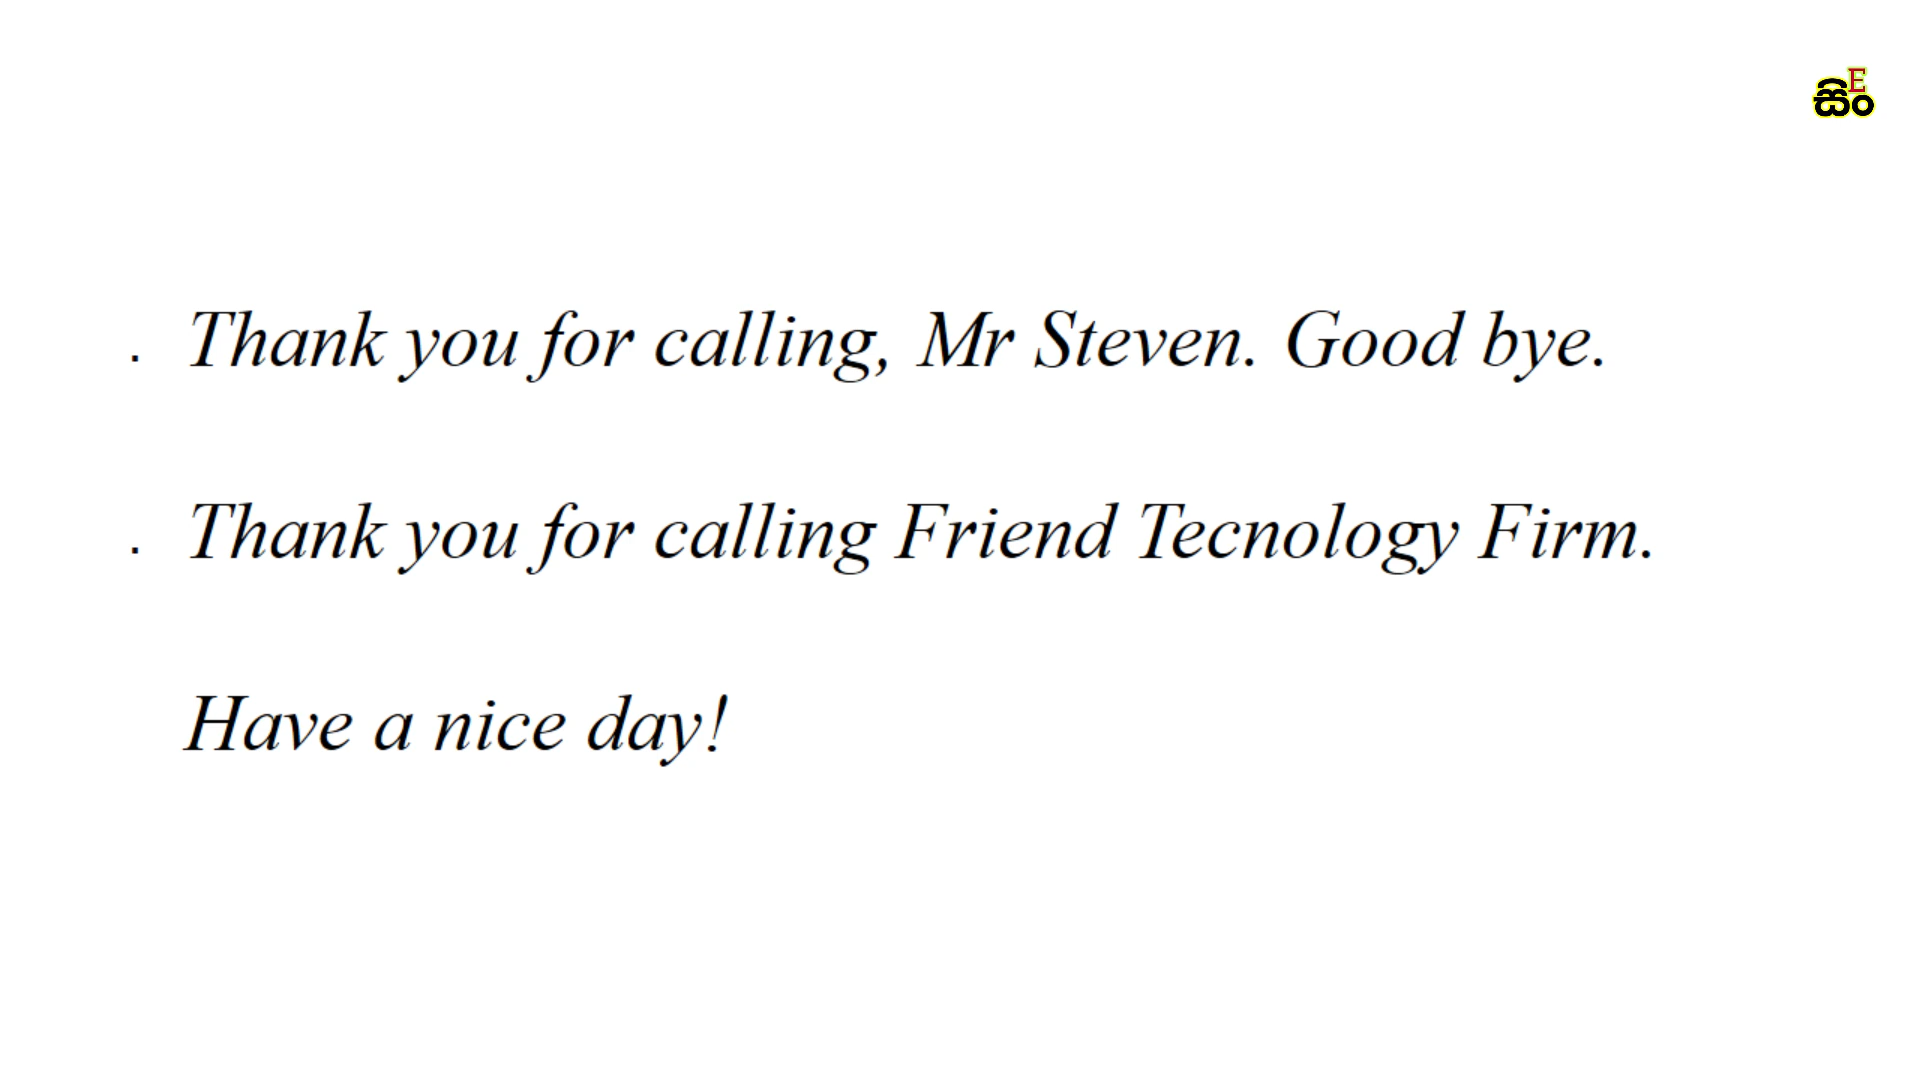 E
සිං
. Thank you for calling, Mr Steven. Good bye.
. Thank you for calling Friend Tecnology Firm.
Have a nice day!